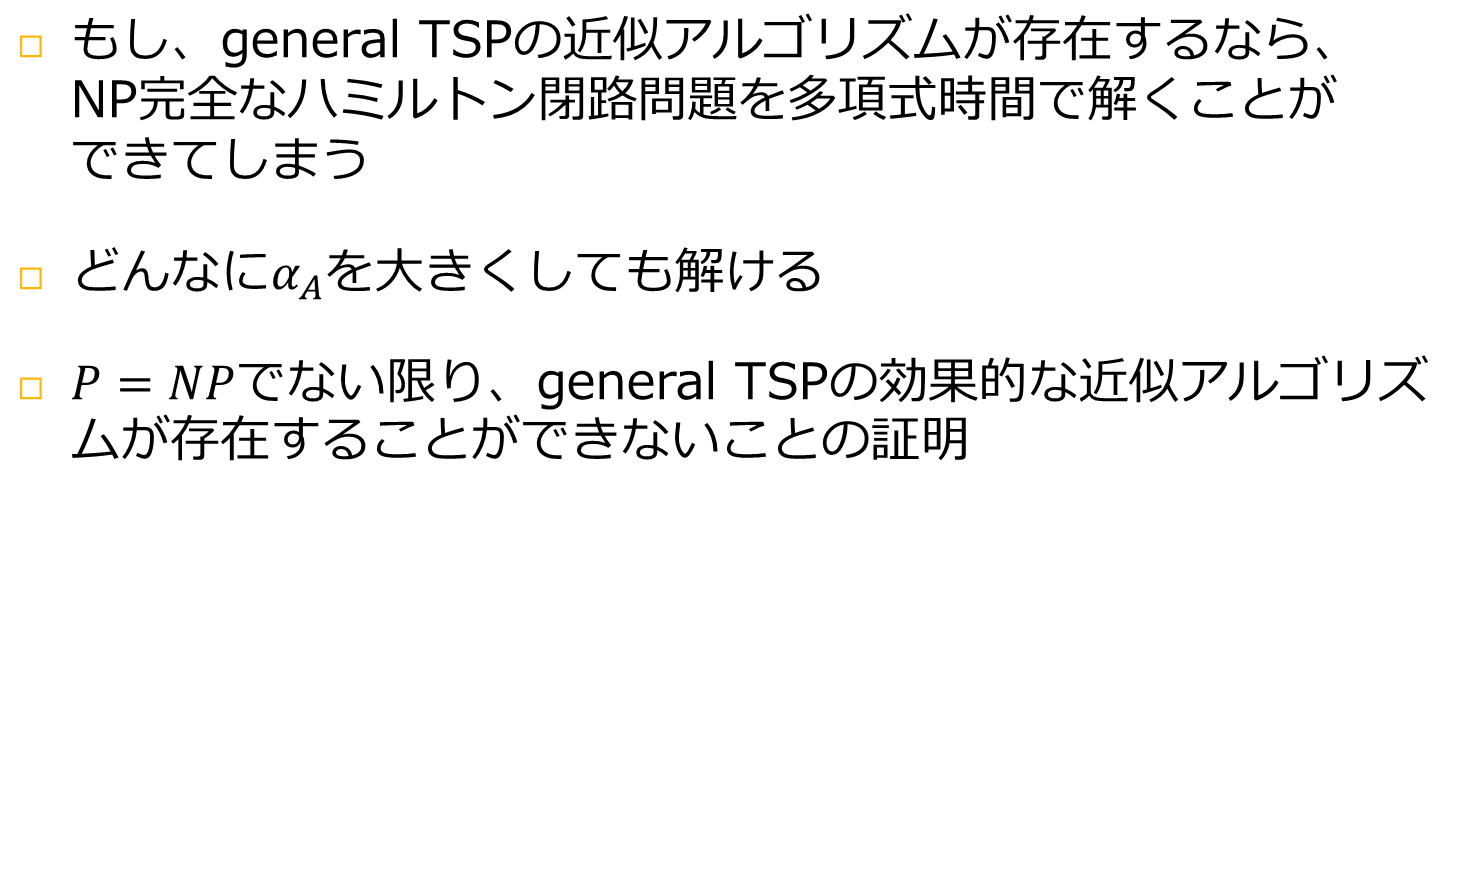 もし、general TSPの近似アルゴリズムが存在するなら、
NP完全なハミルトン閉路問題を多項式時間で解くことが
できてしまう
どんなにα_Aを大きくしても解ける
P = NPでない限り、general TSPの効果的な近似アルゴリズ
ムが存在することができないことの証明